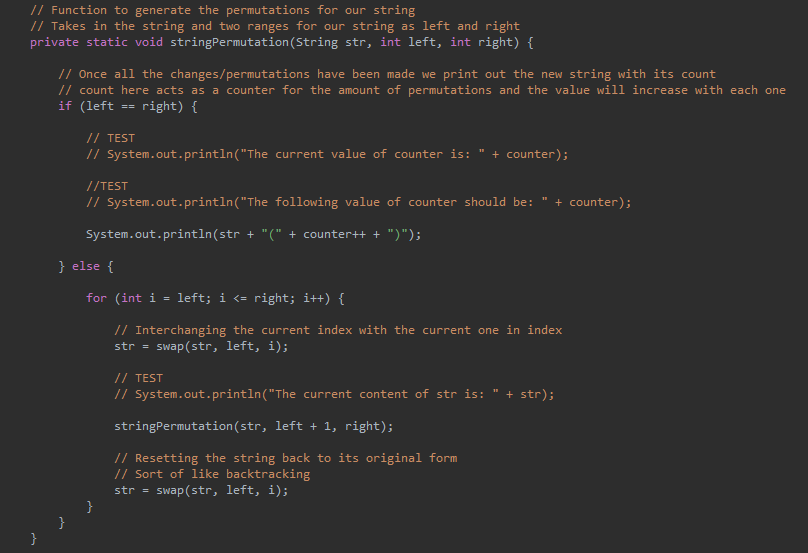 // Function to generate the permutations for our string
// Takes in the string and two ranges for our string as left and right
private static void stringPermutation(String str, int left, int right) {
// Once all the changes/permutations have been made we print out the new string with its count
// count here acts as a counter for the amount of permutations and the value will increase with each one
if (left == right) {
// TEST
// System.out.println("The current value of counter is: " + counter);
//TEST
// System.out.println("The following value of counter should be: " + counter);
System.out.println(str + "(" + counter++ + ")");
} else {
for (int i = left; i <= right; i++) {
// Interchanging the current index with the current one in index
str = swap(str, left, i);
// TEST
// System.out.println("The current content of str is: " + str);
stringPermutation(str, left + 1, right);
// Resetting the string back to its original form
// Sort of like backtracking
str = swap(str, left, i);
}
}
}